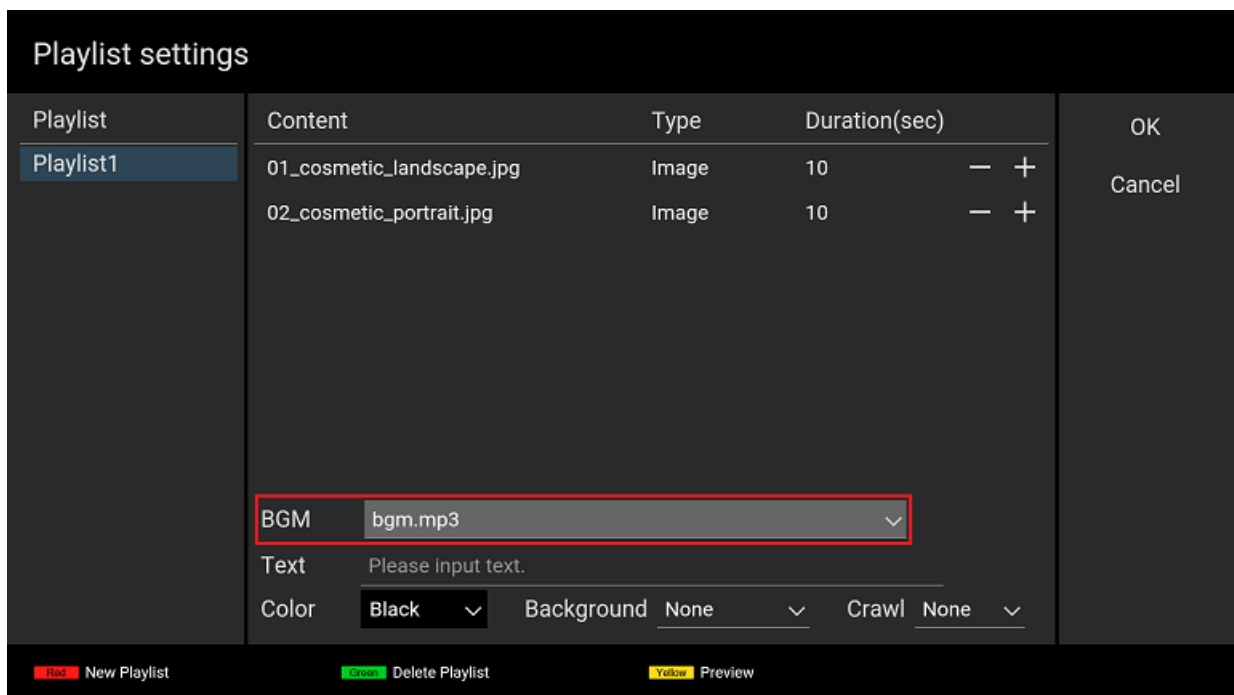 Playlist settings
Playlist
Playlist1
Content Type Duration(sec)
01_cosmetic_landscape.jpg Image 10 − +
02_cosmetic_portrait.jpg Image 10 − +
BGM bgm.mp3
Text Please input text.
Color Black Background None Crawl None
OK
Cancel
Red New Playlist Green Delete Playlist Yellow Preview